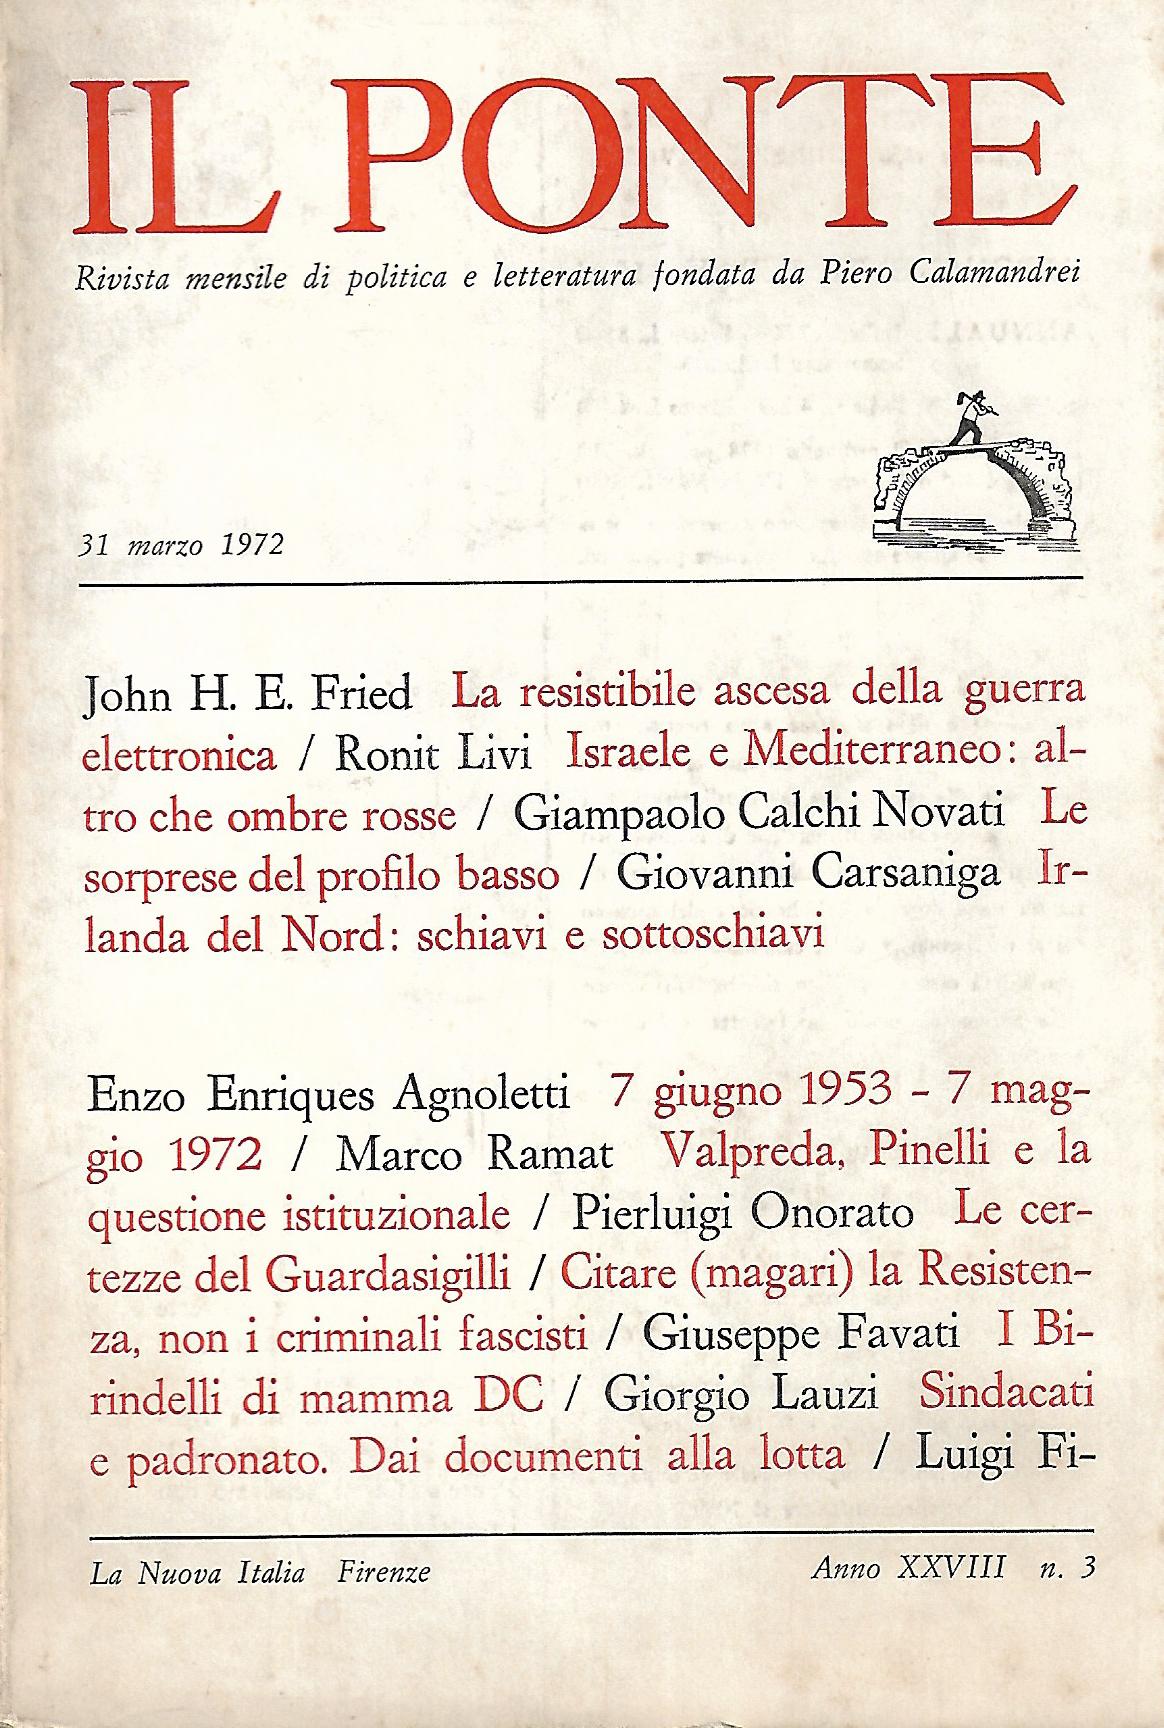 IL PONTE
Rivista mensile di politica e letteratura fondata da Piero Calamandrei
31 marzo 1972
John H. E. Fried La resistibile ascesa della guerra
elettronica / Ronit Livi Israele e Mediterraneo: al-
tro che ombre rosse / Giampaolo Calchi Novati Le
sorprese del profilo basso / Giovanni Carsaniga Ir-
landa del Nord: schiavi e sottoschiavi
Enzo Enriques Agnoletti 7 giugno 1953 - 7 mag-
gio 1972 / Marco Ramat Valpreda, Pinelli e la
questione istituzionale / Pierluigi Onorato Le cer-
tezze del Guardasigilli / Citare (magari) la Resisten-
za, non i criminali fascisti / Giuseppe Favati I Bi-
rindelli di mamma DC / Giorgio Lauzi Sindacati
e padronato. Dai documenti alla lotta / Luigi Fi-
La Nuova Italia Firenze
Anno XXVIII n. 3